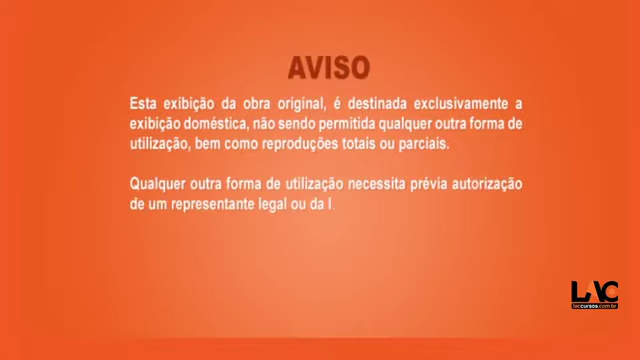 AVISO
Esta exibição da obra original, é destinada exclusivamente a
exibição doméstica, não sendo permitida qualquer outra forma de
utilização, bem como reproduções totais ou parciais.
Qualquer outra forma de utilização necessita prévia autorização
de um representante legal ou da l
LAC
laccursos.com.br